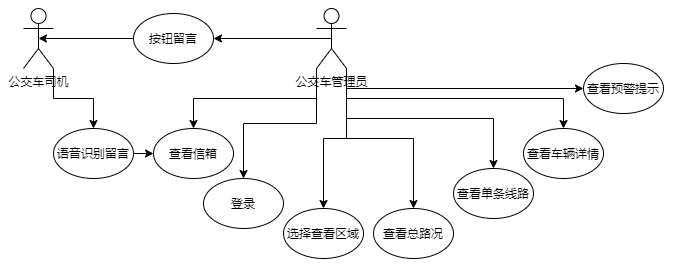 按钮留言
公交车司机
公交车管理员
查看预警提示
语音识别留言
查看信箱
查看车辆详情
登录
查看单条线路
选择查看区域
查看总路况